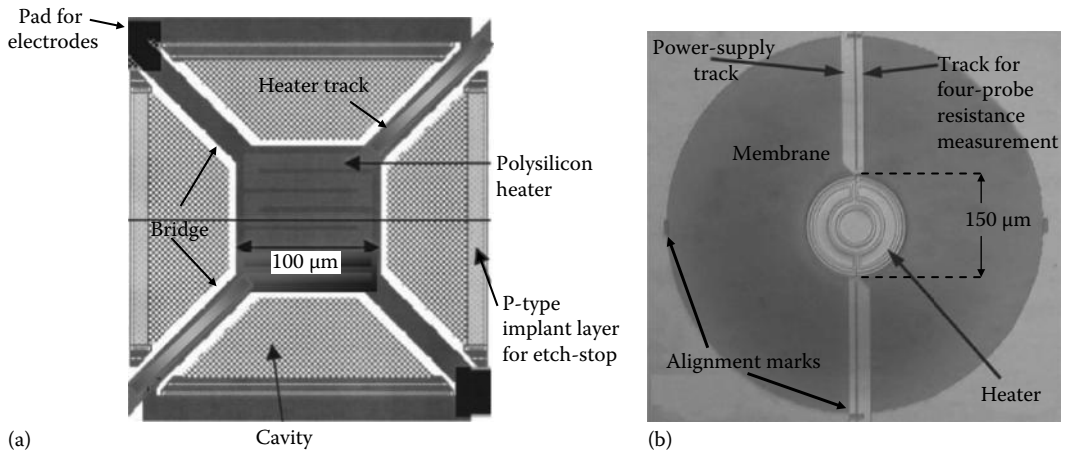 Pad for
electrodes
Heater track
Polysilicon
heater
Bridge
100 μm
P-type
implant layer
for etch-stop
Cavity
(a)
Power-supply
track
Track for
four-probe
resistance
measurement
Membrane
150 μm
Alignment marks
Heater
(b)